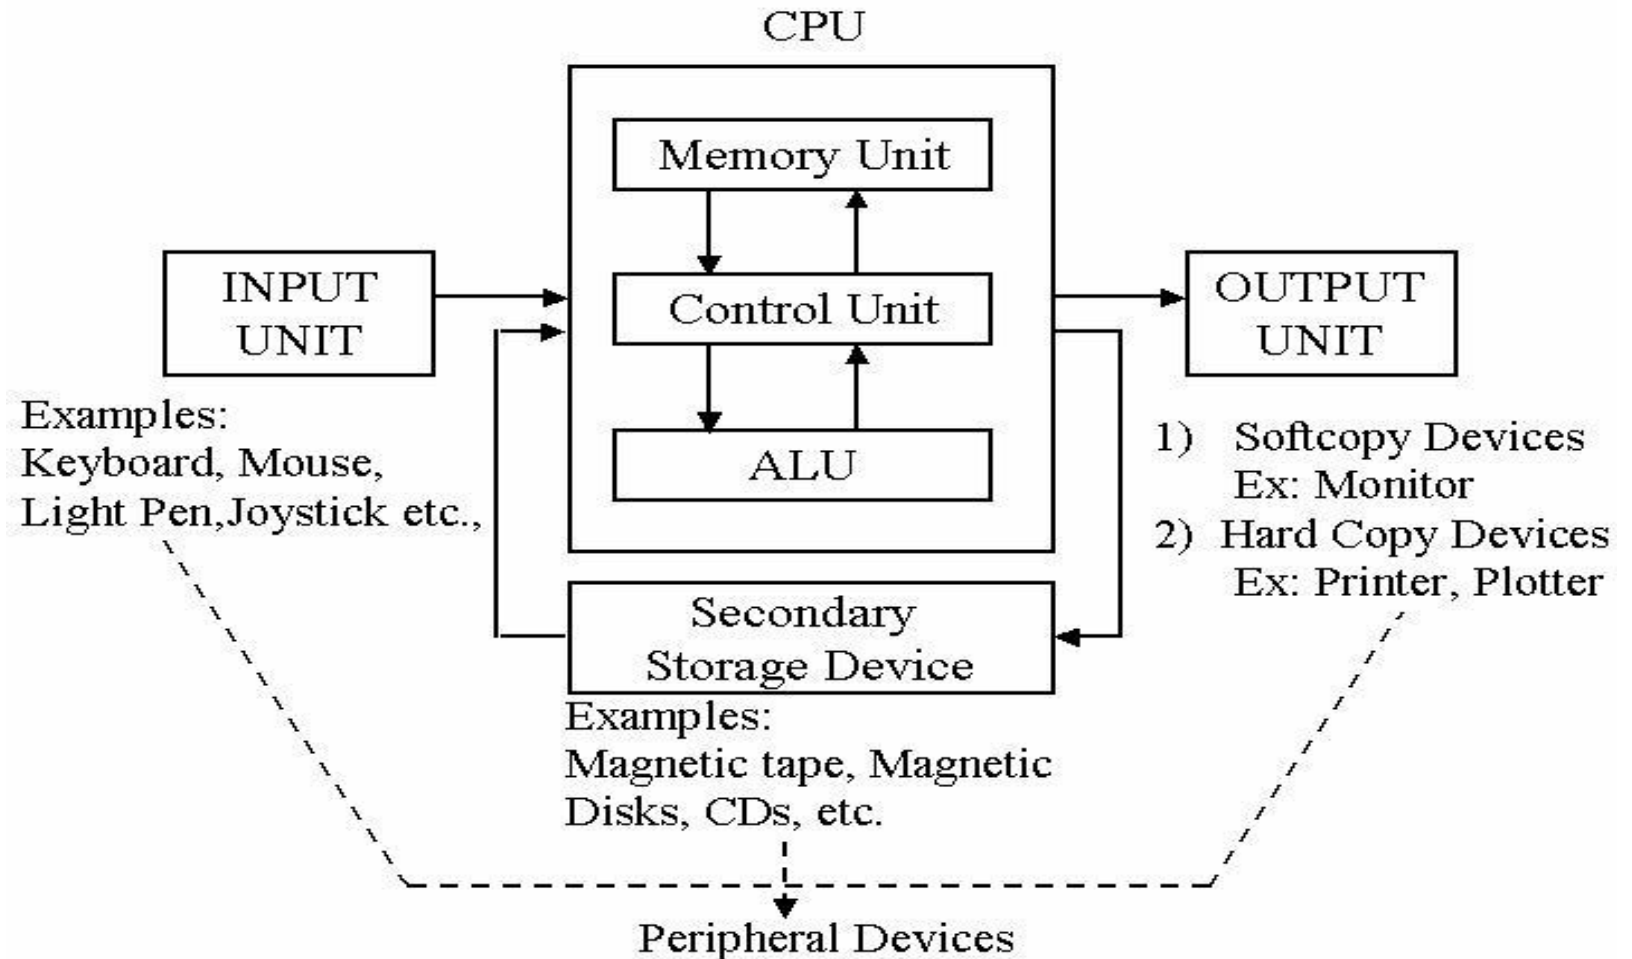 CPU
Memory Unit
Control Unit
ALU
INPUT
UNIT
Examples:
Keyboard, Mouse,
Light Pen,Joystick etc.,
OUTPUT
UNIT
1) Softcopy Devices
Ex: Monitor
2) Hard Copy Devices
Ex: Printer, Plotter
Secondary
Storage Device
Examples:
Magnetic tape, Magnetic
Disks, CDs, etc.
Peripheral Devices